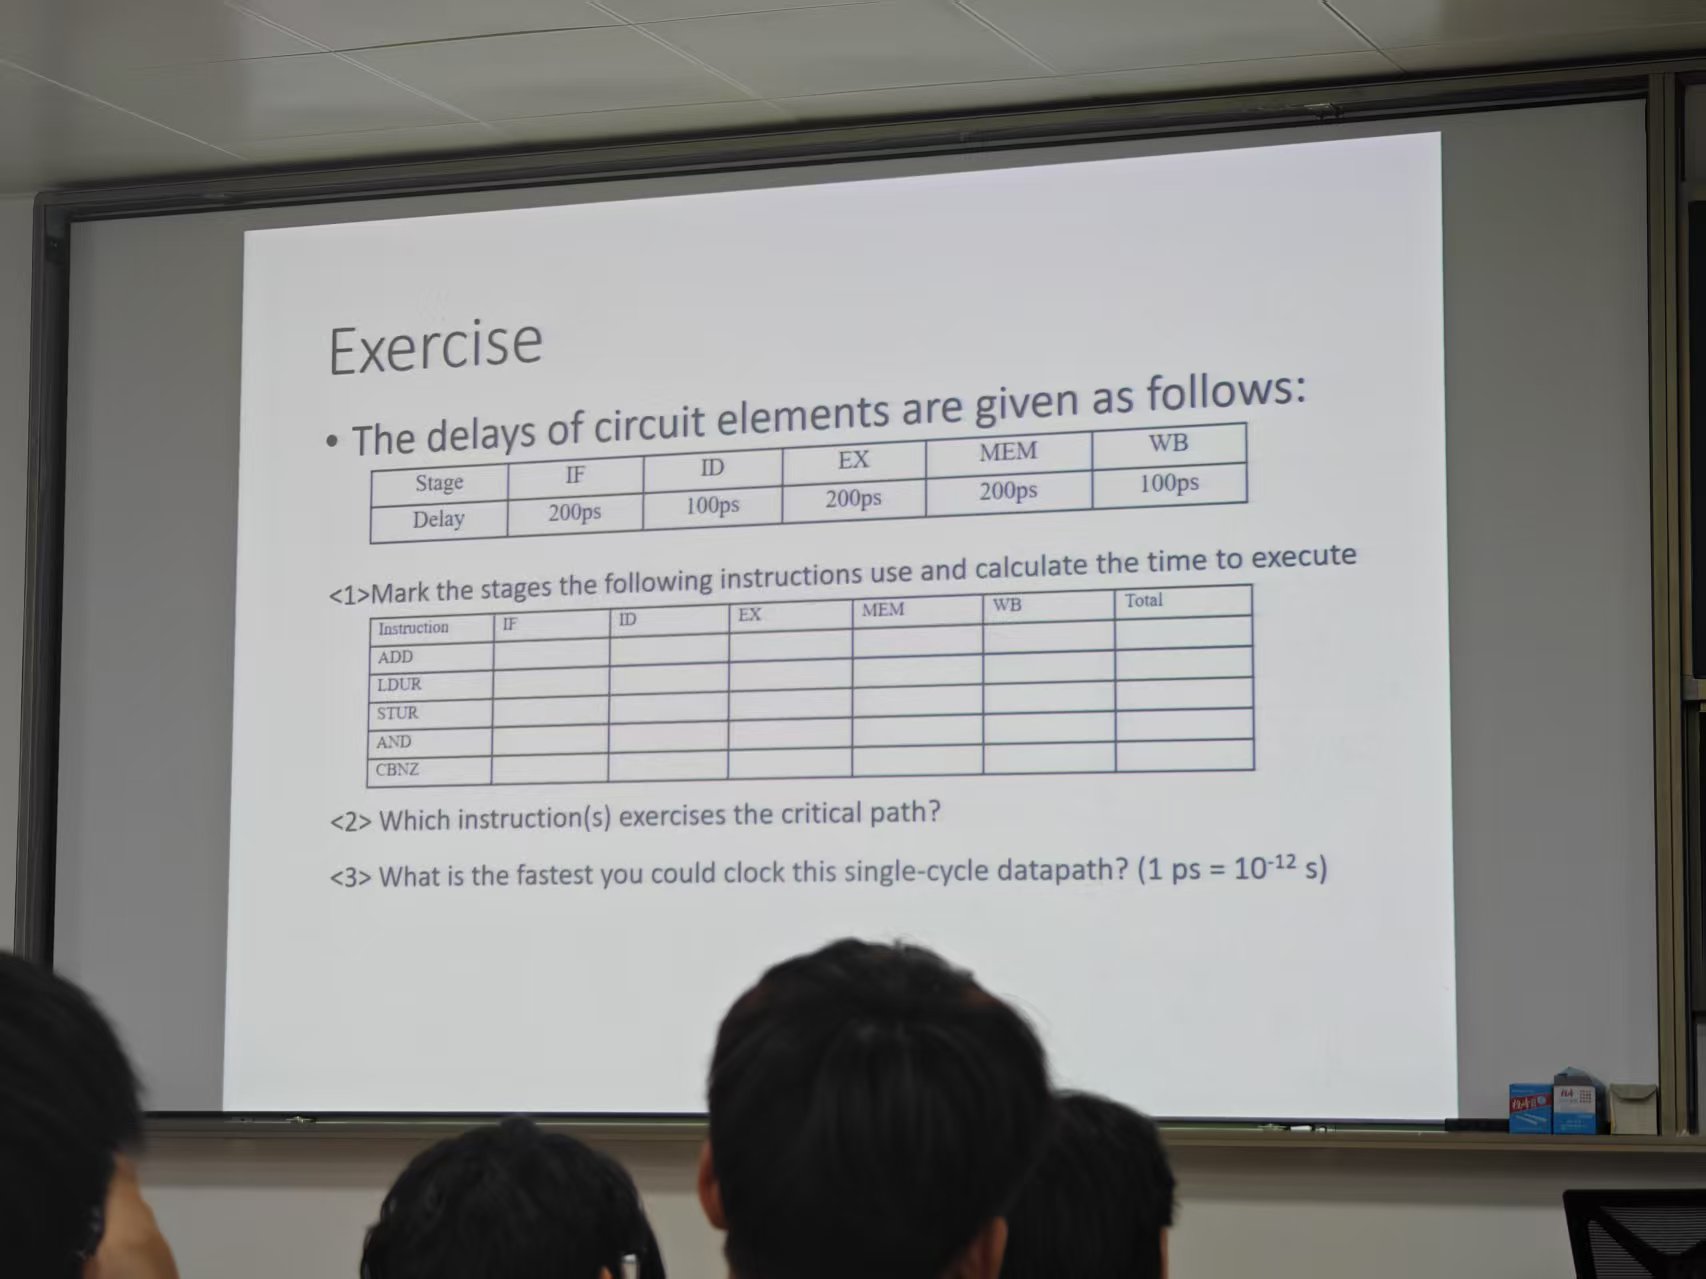 Exercise
• The delays of circuit elements are given as follows:
Stage IF ID EX MEM WB
Delay 200ps 100ps 200ps 200ps 100ps
<1>Mark the stages the following instructions use and calculate the time to execute
Instruction IF ID EX MEM WB Total
ADD
LDUR
STUR
AND
CBNZ
<2> Which instruction(s) exercises the critical path?
<3> What is the fastest you could clock this single-cycle datapath? (1 ps = 10⁻¹² s)